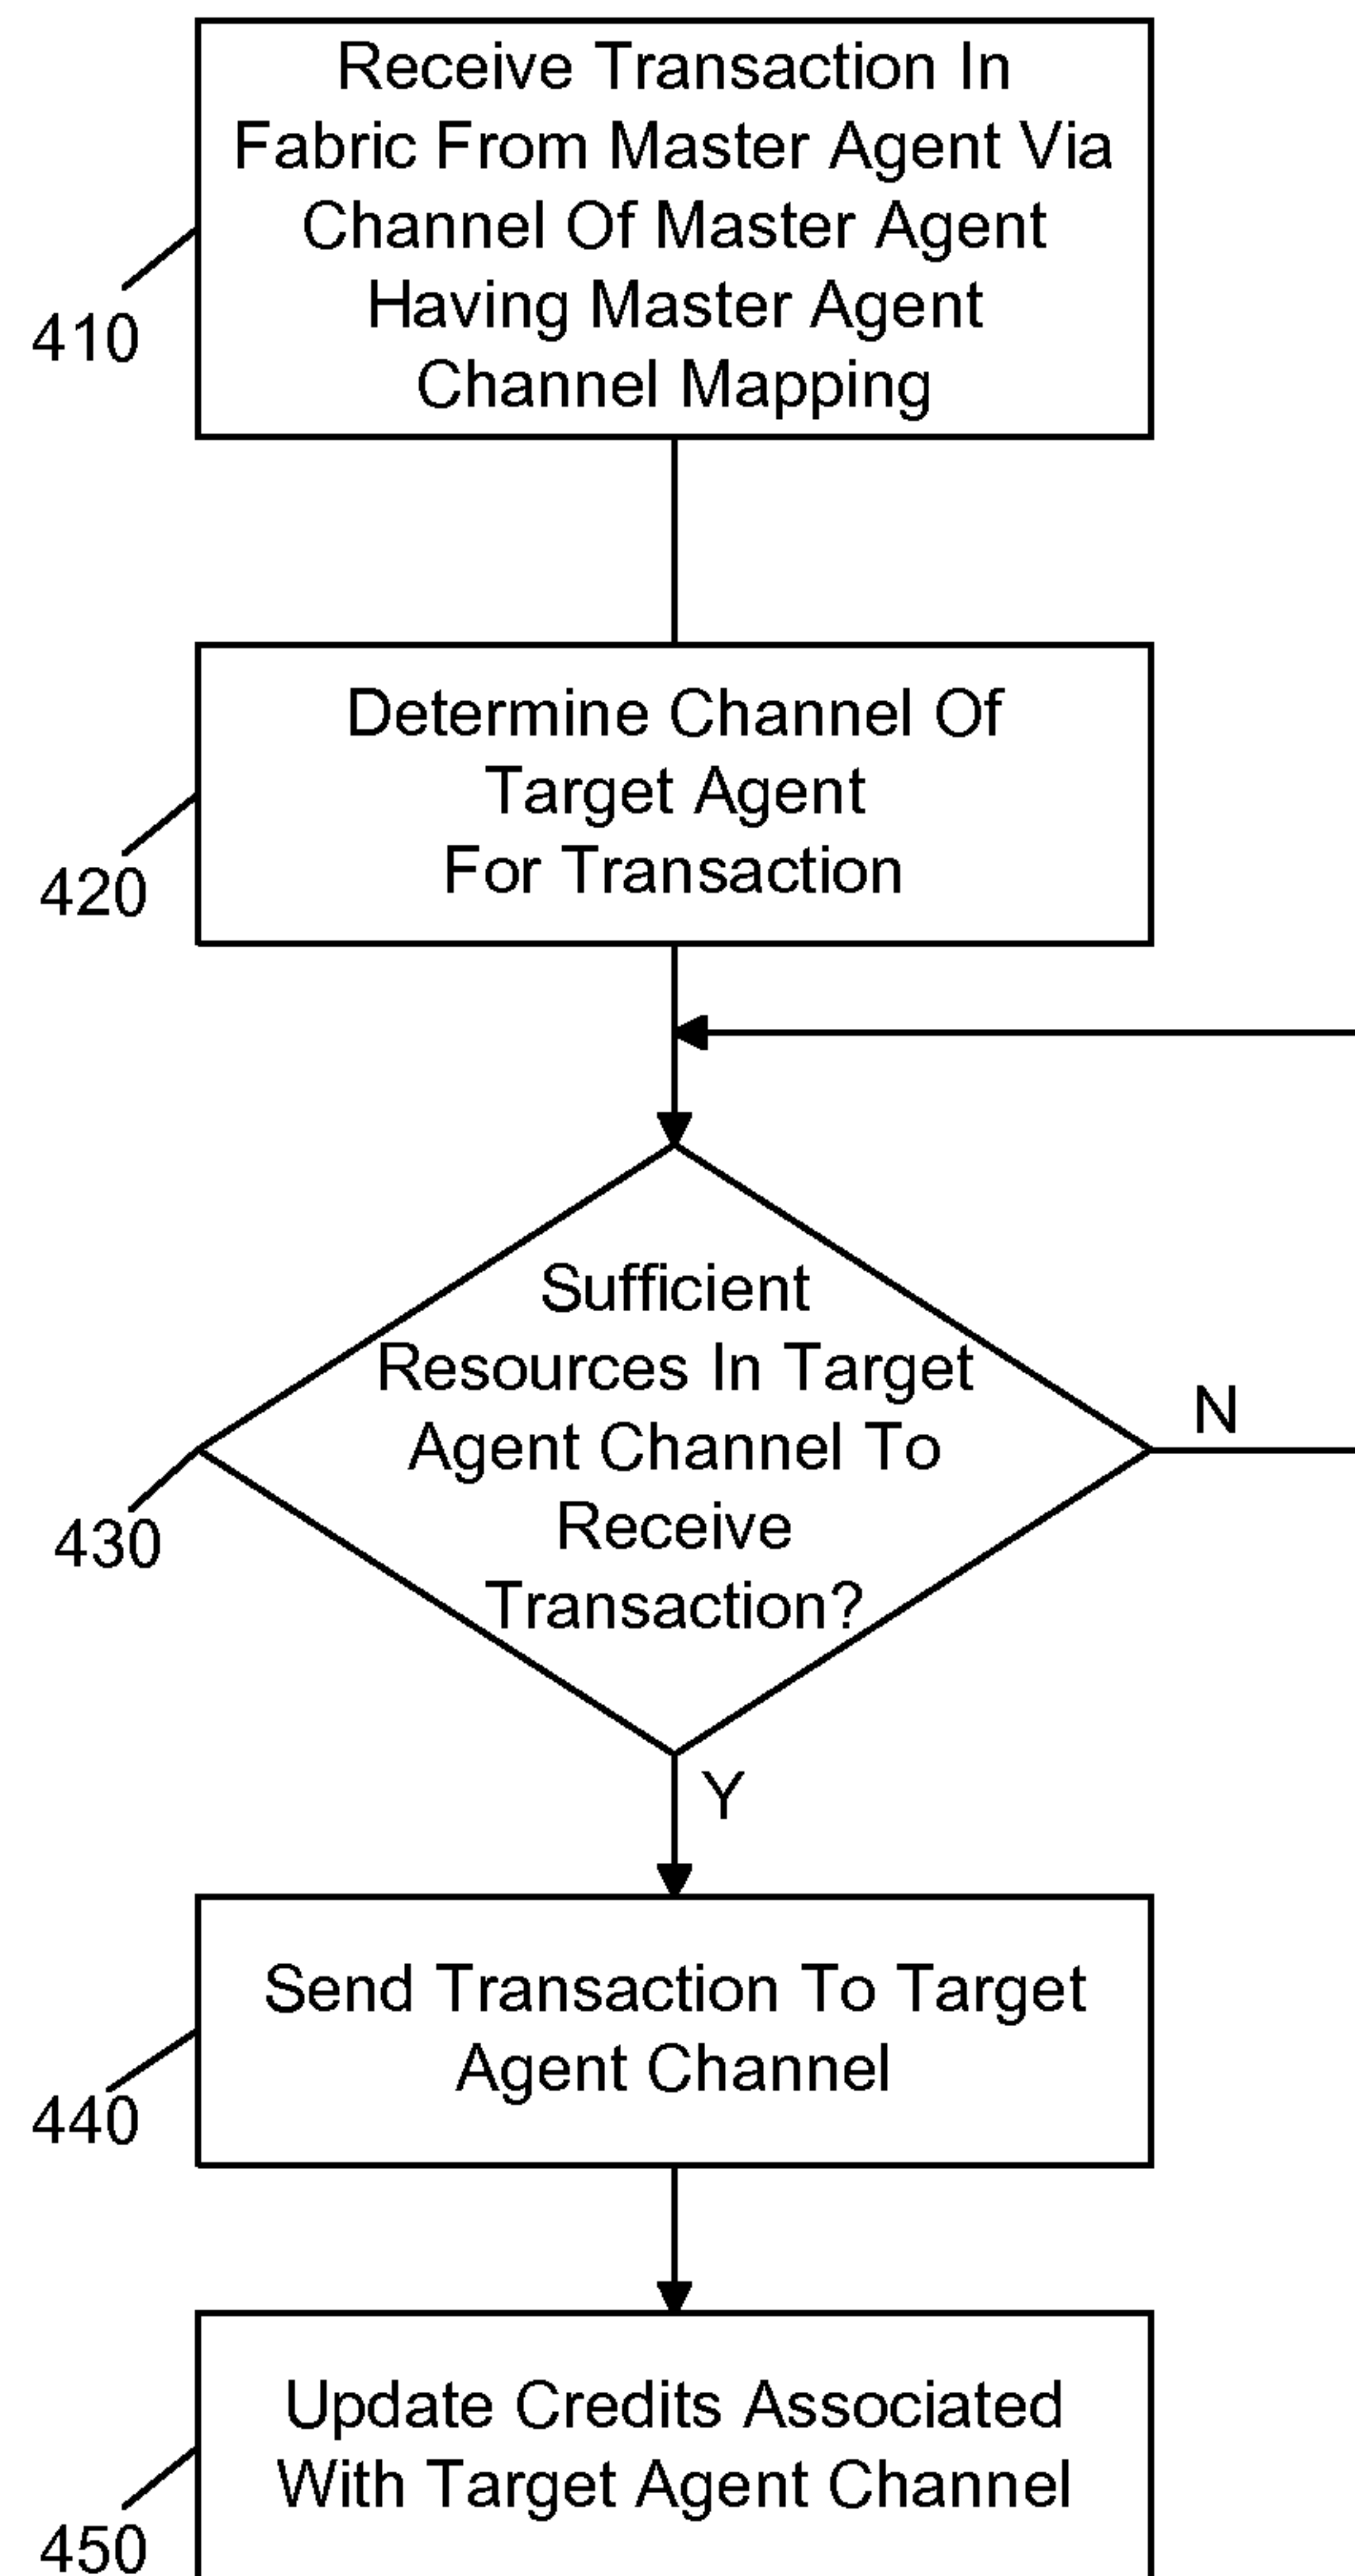 Receive Transaction In
Fabric From Master Agent Via
Channel Of Master Agent
Having Master Agent
Channel Mapping
410
Determine Channel Of
Target Agent
For Transaction
420
Sufficient
Resources In Target
Agent Channel To
Receive
Transaction?
N
430
Y
Send Transaction To Target
Agent Channel
440
Update Credits Associated
With Target Agent Channel
450